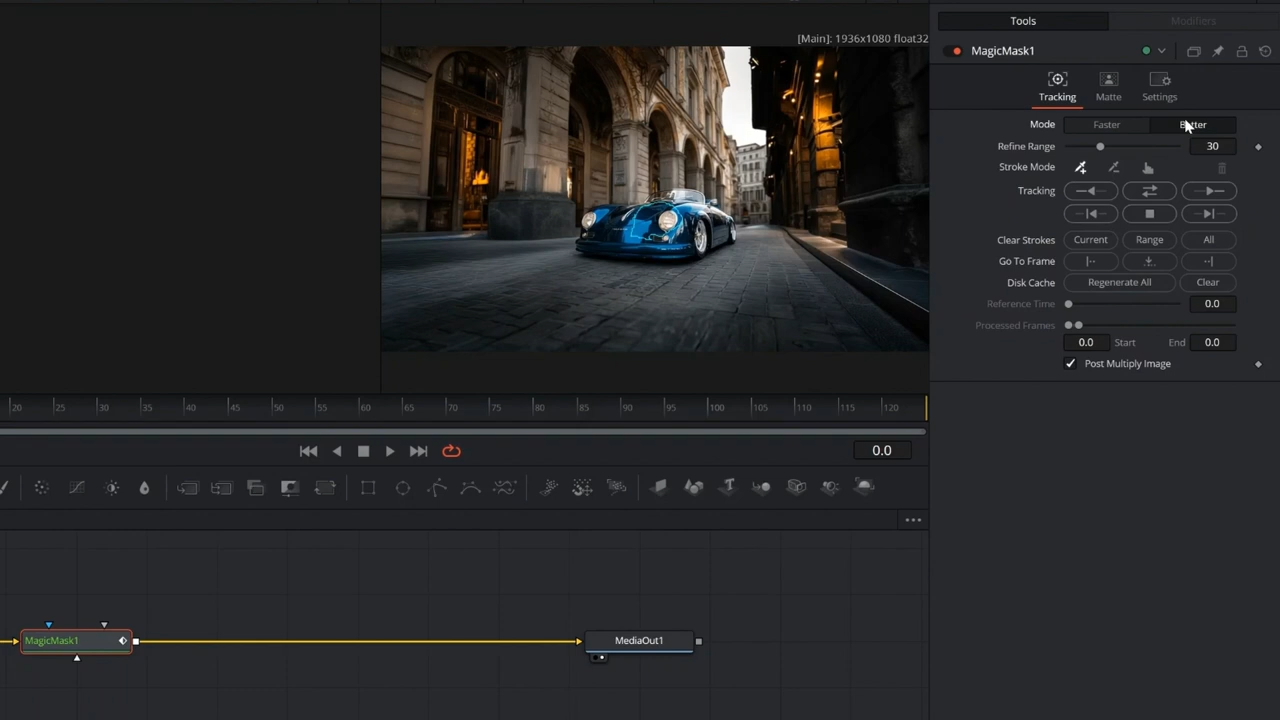 Tools
Modifiers
[Main]: 1936x1080 float32
MagicMask1
Tracking
Matte
Settings
Mode
Faster
Better
Refine Range
30
Stroke Mode
Tracking
Clear Strokes
Current
Range
All
Go To Frame
Disk Cache
Regenerate All
Clear
Reference Time
0.0
Processed Frames
0.0
Start
End
0.0
Post Multiply Image
20 25 30 35 40 45 50 55 60 65 70 75 80 85 90 95 100 105 110 115 120
0.0
MagicMask1
MediaOut1